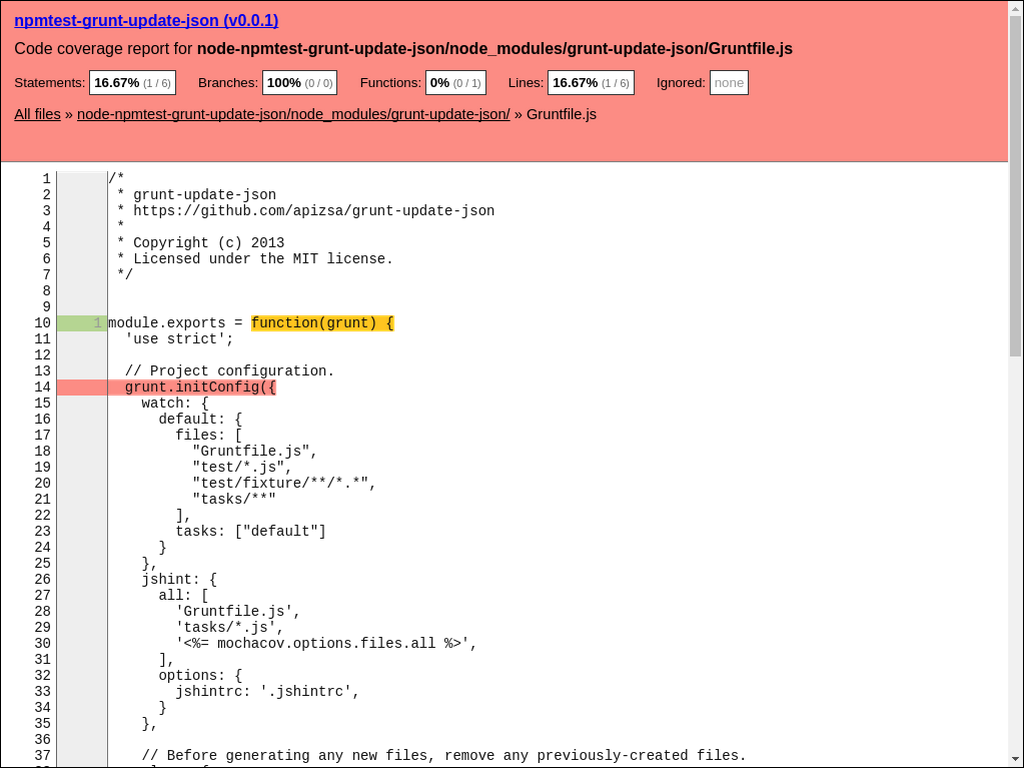 npmtest-grunt-update-json (v0.0.1)
Code coverage report for node-npmtest-grunt-update-json/node_modules/grunt-update-json/Gruntfile.js
Statements: 16.67% (1 / 6) Branches: 100% (0 / 0) Functions: 0% (0 / 1) Lines: 16.67% (1 / 6) Ignored: none
All files » node-npmtest-grunt-update-json/node_modules/grunt-update-json/ » Gruntfile.js
1 /*
2  * grunt-update-json
3  * https://github.com/apizsa/grunt-update-json
4  *
5  * Copyright (c) 2013
6  * Licensed under the MIT license.
7  */
8
9
10 1 module.exports = function(grunt) {
11   'use strict';
12
13   // Project configuration.
14   grunt.initConfig({
15     watch: {
16       default: {
17         files: [
18           "Gruntfile.js",
19           "test/*.js",
20           "test/fixture/**/*.*",
21           "tasks/**"
22         ],
23         tasks: ["default"]
24       }
25     },
26     jshint: {
27       all: [
28         'Gruntfile.js',
29         'tasks/*.js',
30         '<%= mochacov.options.files.all %>',
31       ],
32       options: {
33         jshintrc: '.jshintrc',
34       }
35     },
36
37     // Before generating any new files, remove any previously-created files.